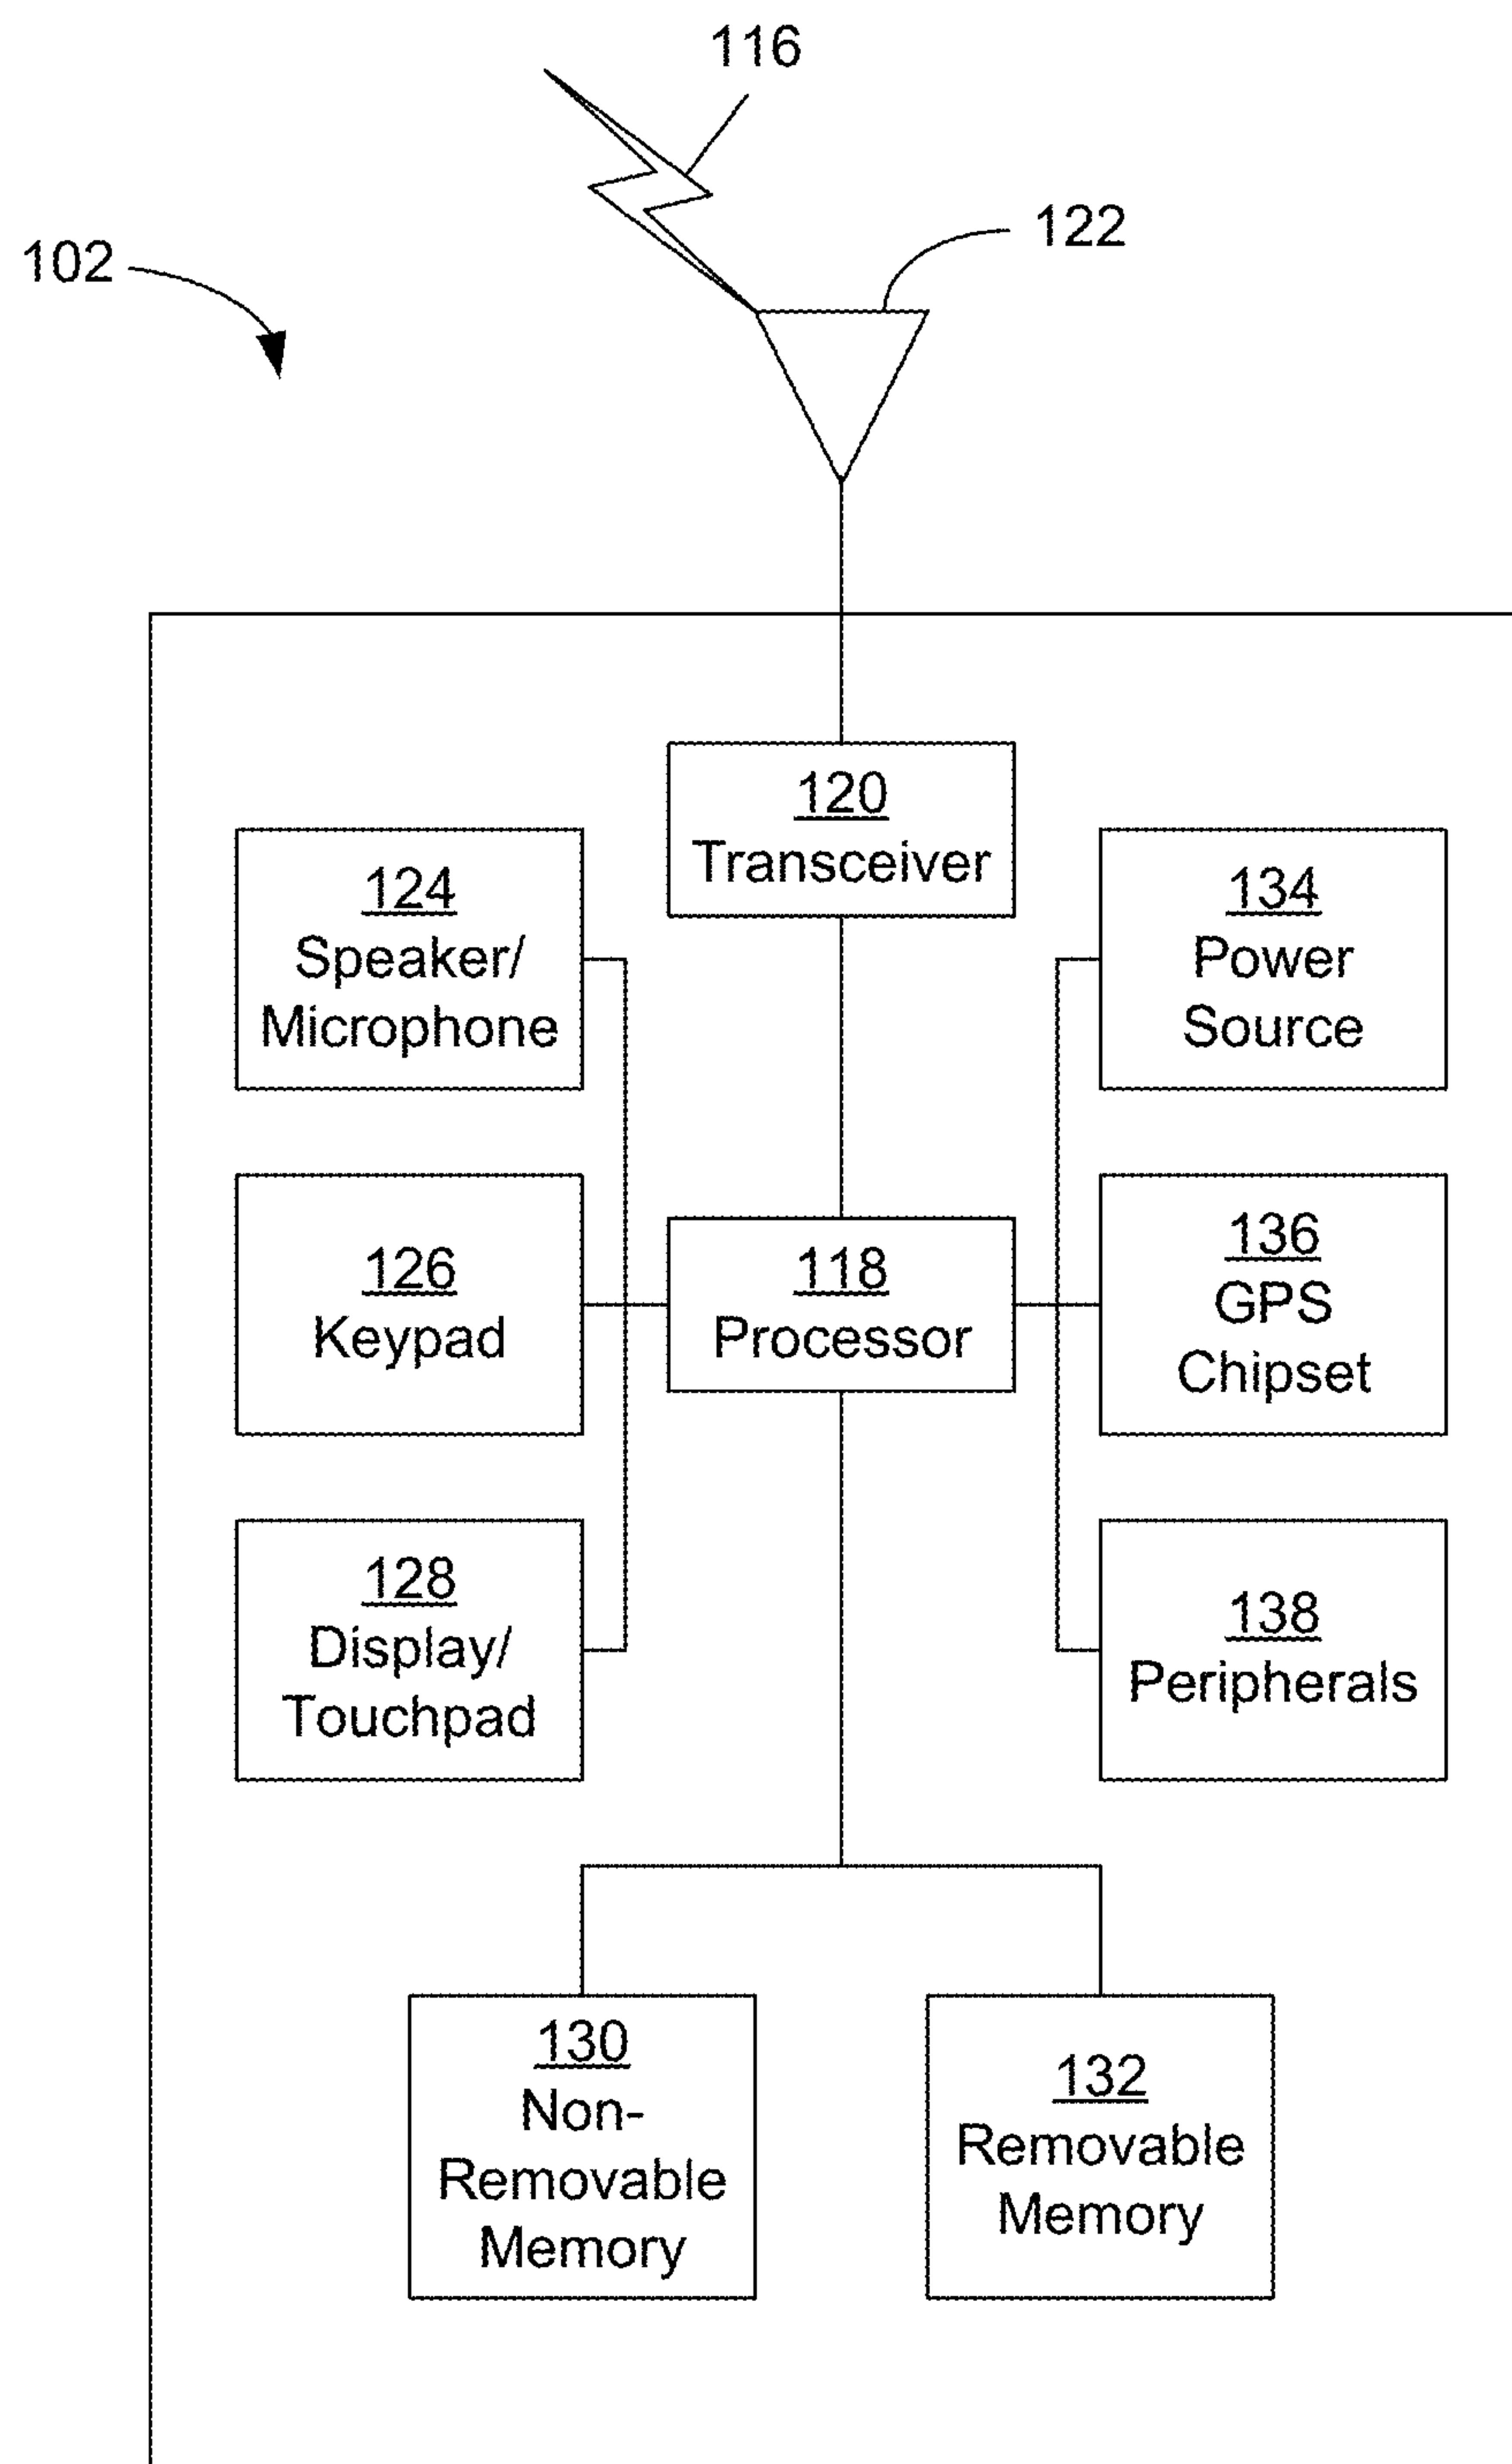 116
122
102
120
Transceiver
124
Speaker/
Microphone
134
Power
Source
126
Keypad
118
Processor
136
GPS
Chipset
128
Display/
Touchpad
138
Peripherals
130
Non-
Removable
Memory
132
Removable
Memory